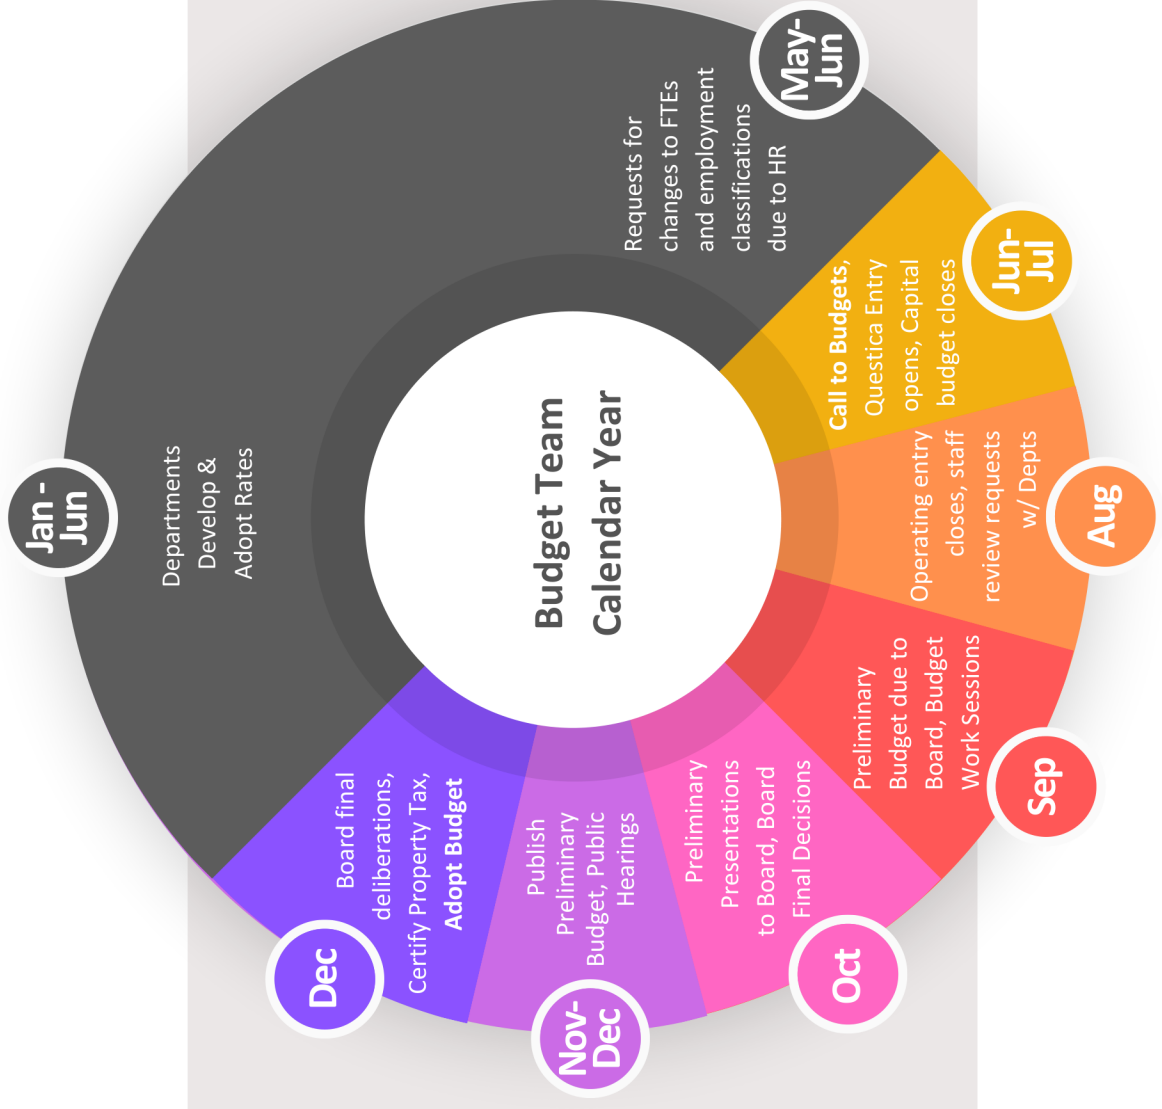 Budget Team
Calendar Year
Jan -
Jun
Departments
Develop &
Adopt Rates
May-
Jun
Requests for
changes to FTEs
and employment
classifications
due to HR
Jun-
Jul
Call to Budgets,
Questica Entry
opens, Capital
budget closes
Aug
Operating entry
closes, staff
review requests
w/ Depts
Sep
Preliminary
Budget due to
Board, Budget
Work Sessions
Oct
Preliminary
Presentations
to Board, Board
Final Decisions
Nov-
Dec
Publish
Preliminary
Budget, Public
Hearings
Dec
Board final
deliberations,
Certify Property Tax,
Adopt Budget